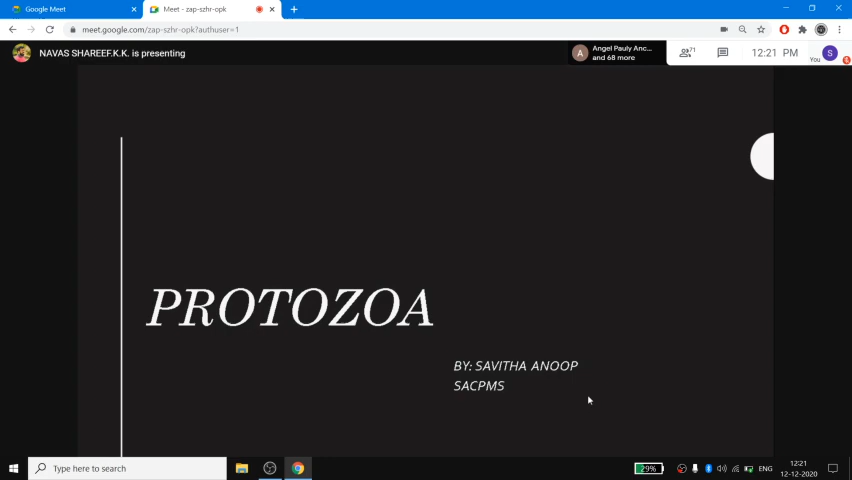 Google Meet
Meet - zap-szhr-opk
meet.google.com/zap-szhr-opk?authuser=1
NAVAS SHAREEF.K.K. is presenting
A
Angel Pauly Anc...
and 68 more
71
12:21 PM
You
S
PROTOZOA
BY: SAVITHA ANOOP
SACPMS
Type here to search
29%
ENG
12:21
12-12-2020